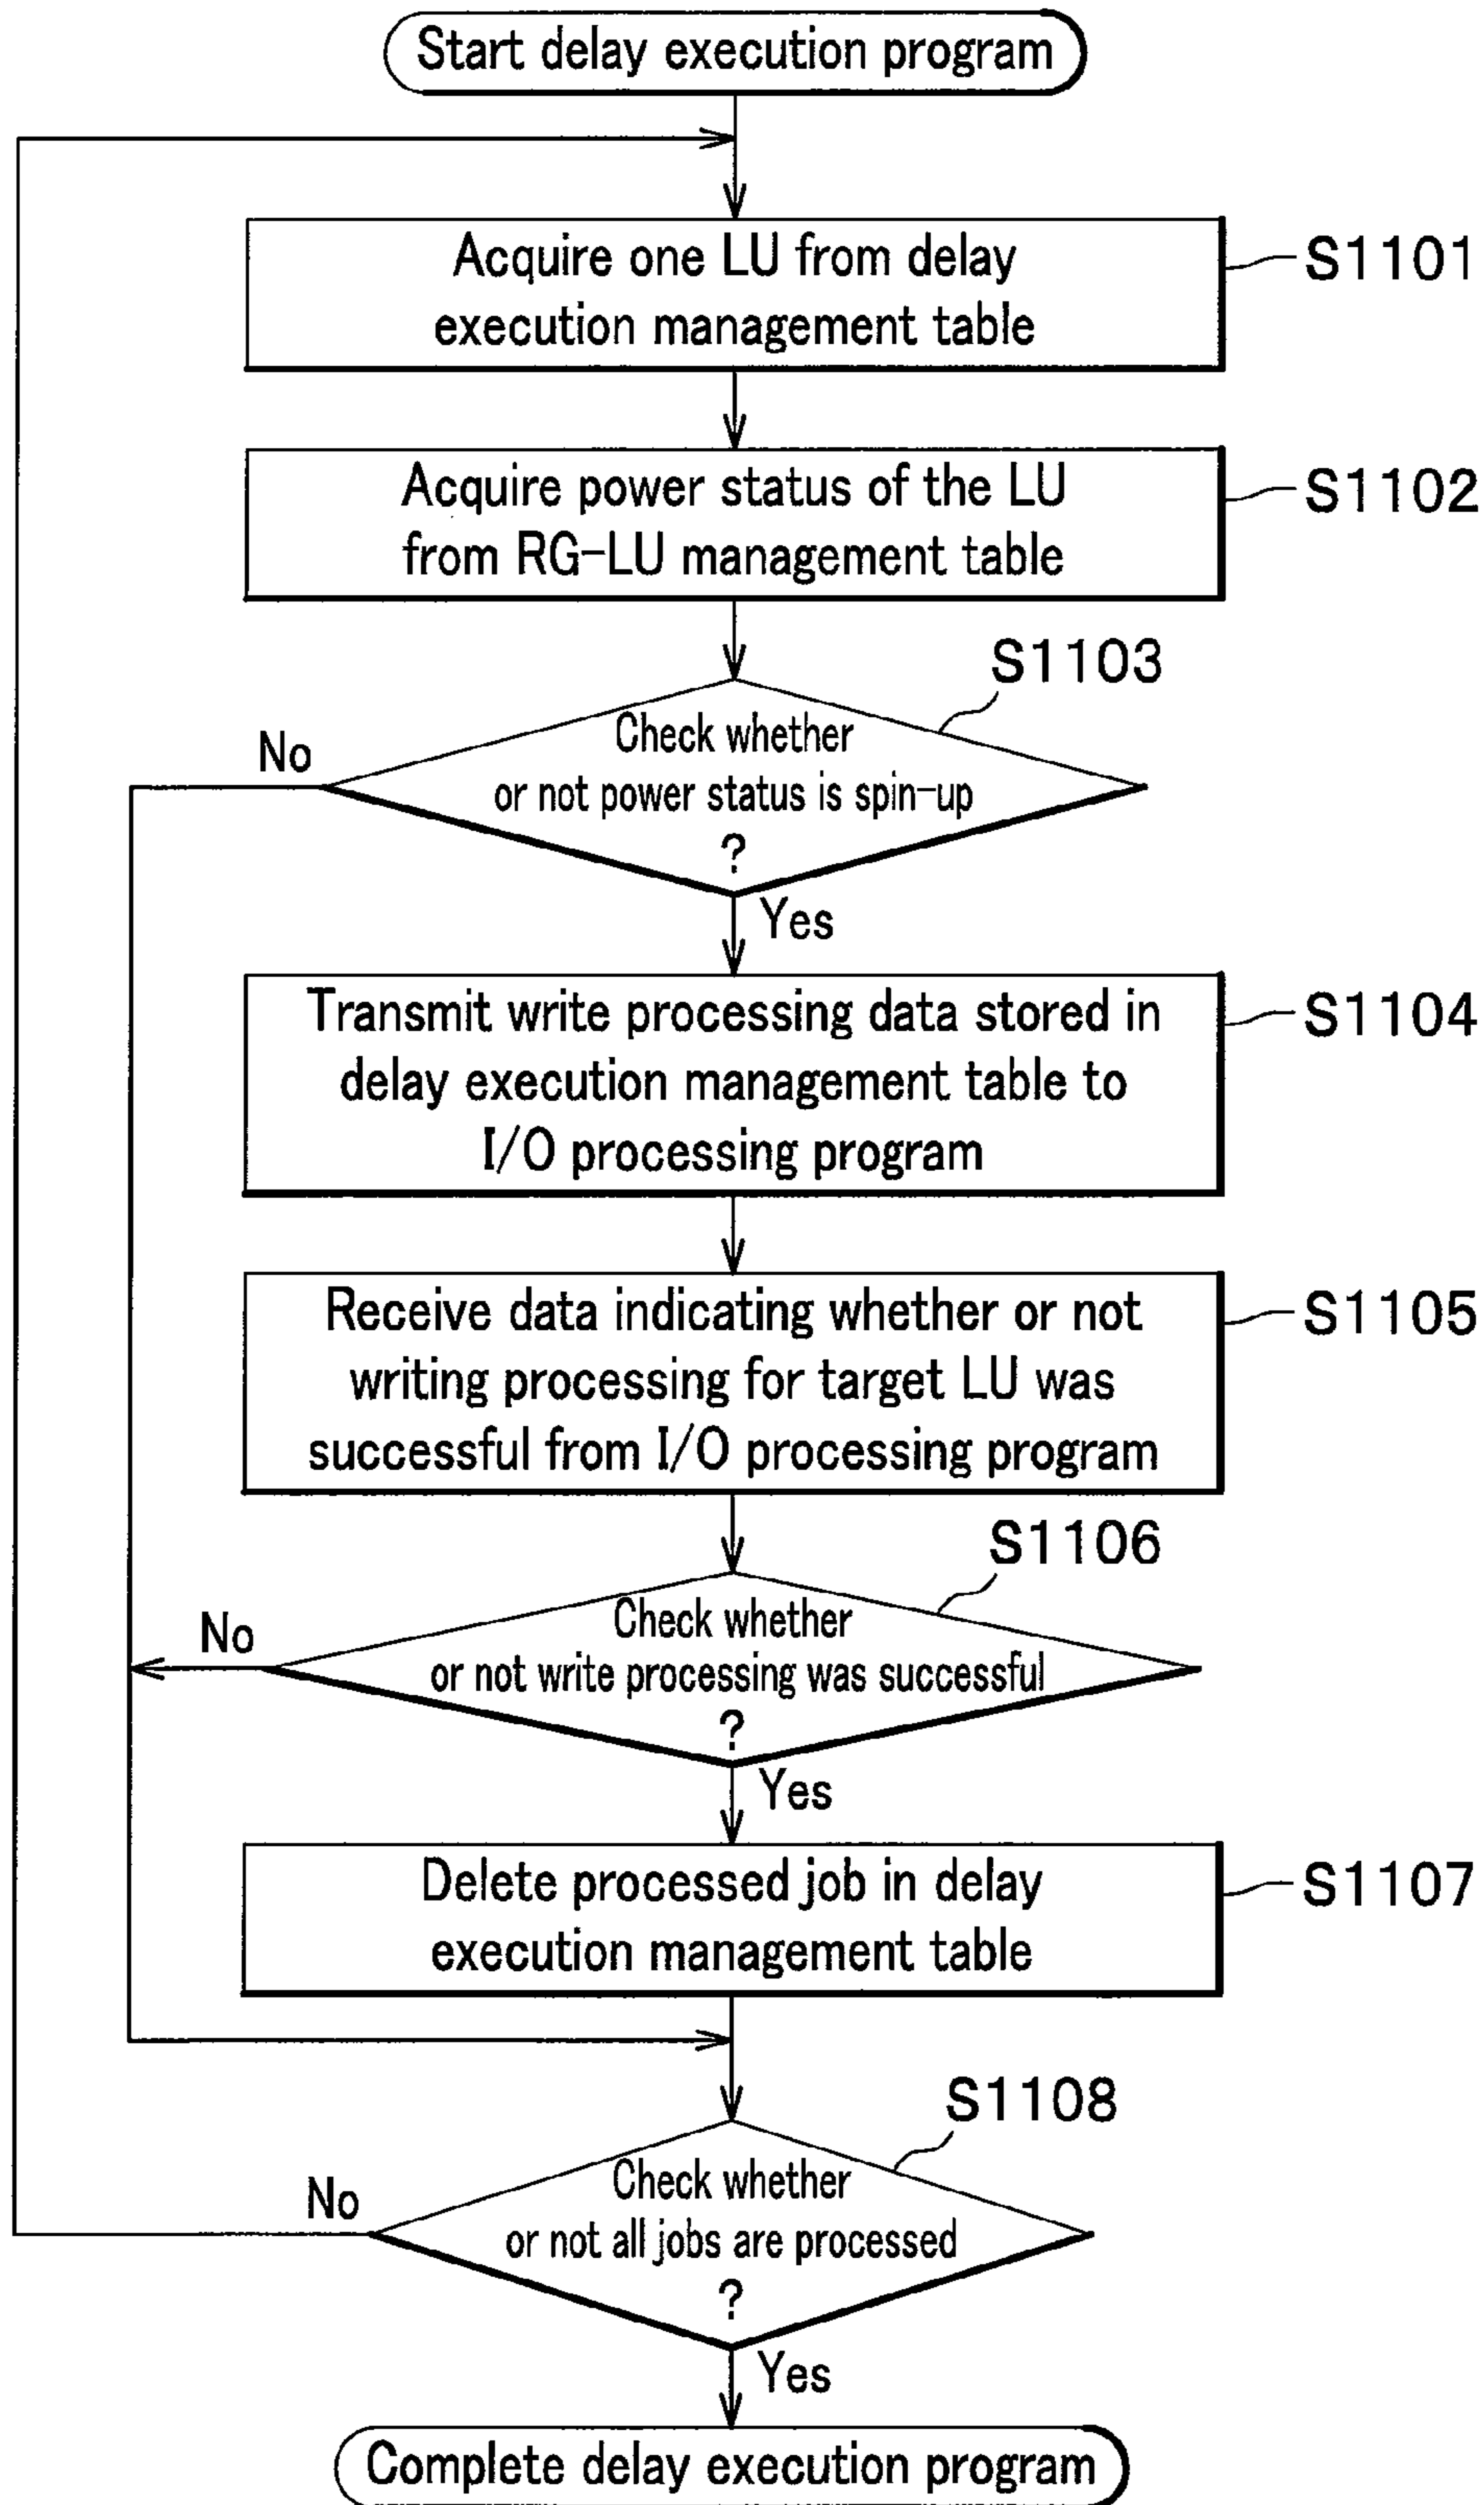 Start delay execution program
Acquire one LU from delay
execution management table
S1101
Acquire power status of the LU
from RG-LU management table
S1102
S1103
Check whether
or not power status is spin-up
?
No
Yes
Transmit write processing data stored in
delay execution management table to
I/O processing program
S1104
Receive data indicating whether or not
writing processing for target LU was
successful from I/O processing program
S1105
S1106
Check whether
or not write processing was successful
?
No
Yes
Delete processed job in delay
execution management table
S1107
S1108
Check whether
or not all jobs are processed
?
No
Yes
Complete delay execution program